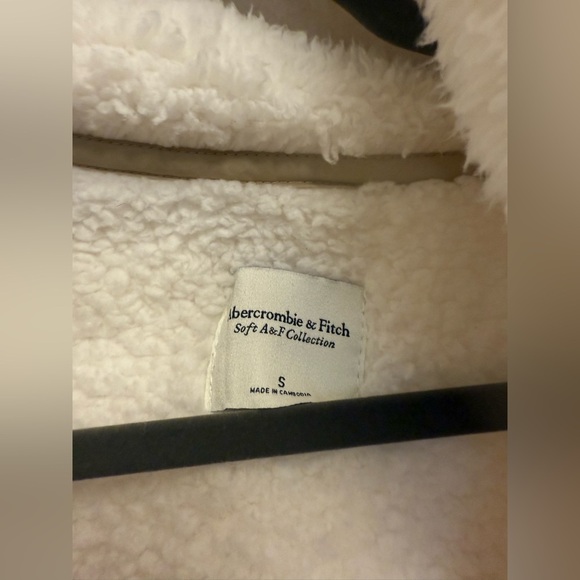 Abercrombie & Fitch
Soft A&F Collection
S
MADE IN CAMBODIA